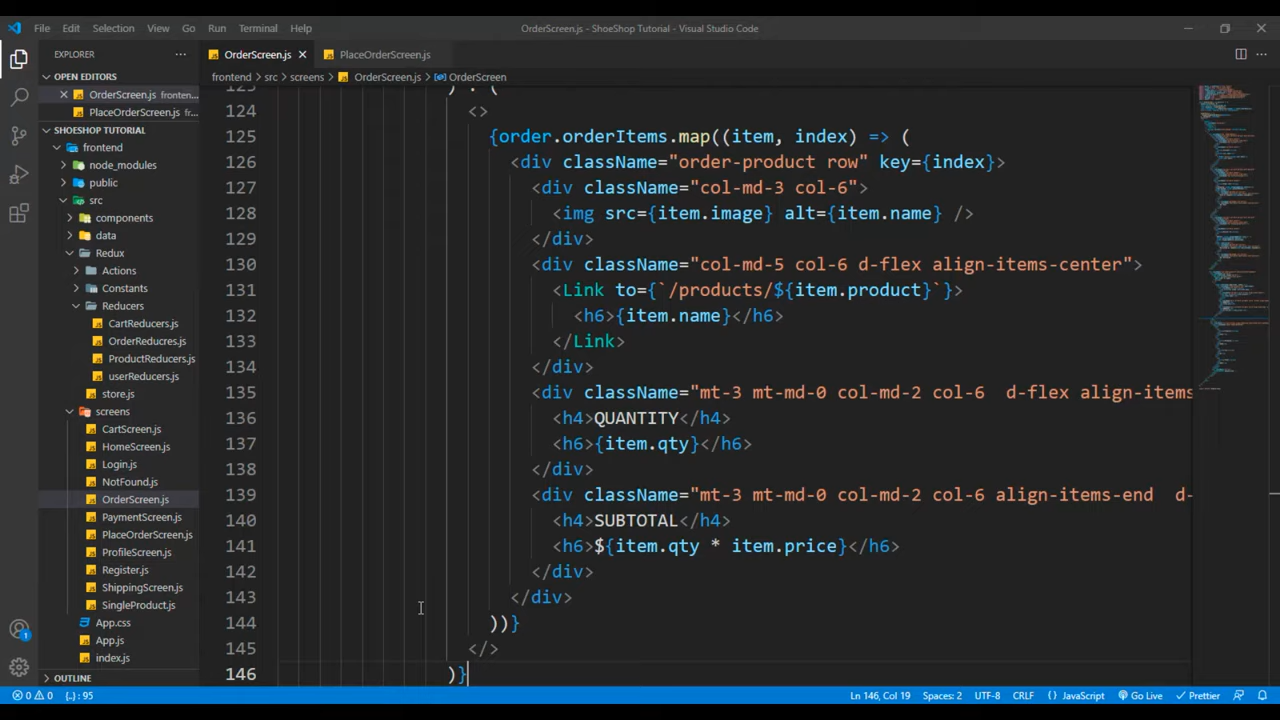 File Edit Selection View Go Run Terminal Help
OrderScreen.js - ShoeShop Tutorial - Visual Studio Code
EXPLORER
OPEN EDITORS
OrderScreen.js fronten...
PlaceOrderScreen.js fr...
SHOESHOP TUTORIAL
frontend
node_modules
public
src
components
data
Redux
Actions
Constants
Reducers
CartReducers.js
OrderReducres.js
ProductReducers.js
userReducers.js
store.js
screens
CartScreen.js
HomeScreen.js
Login.js
NotFound.js
OrderScreen.js
PaymentScreen.js
PlaceOrderScreen.js
ProfileScreen.js
Register.js
ShippingScreen.js
SingleProduct.js
App.css
App.js
index.js
OUTLINE
OrderScreen.js PlaceOrderScreen.js
frontend > src > screens > OrderScreen.js > OrderScreen
123 ) : (
124 <>
125 {order.orderItems.map((item, index) => (
126 <div className="order-product row" key={index}>
127 <div className="col-md-3 col-6">
128 <img src={item.image} alt={item.name} />
129 </div>
130 <div className="col-md-5 col-6 d-flex align-items-center">
131 <Link to={`/products/${item.product}`}>
132 <h6>{item.name}</h6>
133 </Link>
134 </div>
135 <div className="mt-3 mt-md-0 col-md-2 col-6  d-flex align-items
136 <h4>QUANTITY</h4>
137 <h6>{item.qty}</h6>
138 </div>
139 <div className="mt-3 mt-md-0 col-md-2 col-6 align-items-end  d-
140 <h4>SUBTOTAL</h4>
141 <h6>${item.qty * item.price}</h6>
142 </div>
143 </div>
144 ))}
145 </>
146 )}
0 0 {..}: 95 Ln 146, Col 19 Spaces: 2 UTF-8 CRLF {} JavaScript Go Live Prettier
1